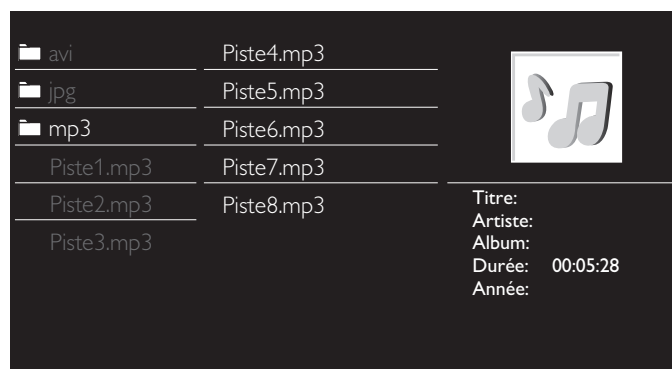 avi
jpg
mp3
Piste1.mp3
Piste2.mp3
Piste3.mp3
Piste4.mp3
Piste5.mp3
Piste6.mp3
Piste7.mp3
Piste8.mp3
Titre:
Artiste:
Album:
Durée: 00:05:28
Année: